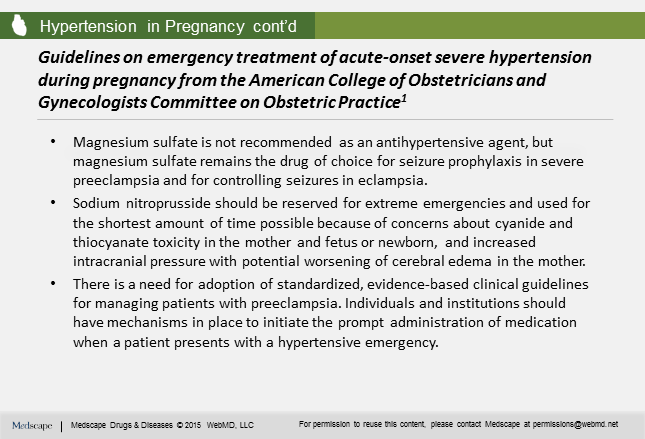 Hypertension in Pregnancy cont’d
Guidelines on emergency treatment of acute-onset severe hypertension
during pregnancy from the American College of Obstetricians and
Gynecologists Committee on Obstetric Practice¹
• Magnesium sulfate is not recommended as an antihypertensive agent, but
magnesium sulfate remains the drug of choice for seizure prophylaxis in severe
preeclampsia and for controlling seizures in eclampsia.
• Sodium nitroprusside should be reserved for extreme emergencies and used for
the shortest amount of time possible because of concerns about cyanide and
thiocyanate toxicity in the mother and fetus or newborn, and increased
intracranial pressure with potential worsening of cerebral edema in the mother.
• There is a need for adoption of standardized, evidence-based clinical guidelines
for managing patients with preeclampsia. Individuals and institutions should
have mechanisms in place to initiate the prompt administration of medication
when a patient presents with a hypertensive emergency.
Medscape | Medscape Drugs & Diseases © 2015 WebMD, LLC For permission to reuse this content, please contact Medscape at permissions@webmd.net